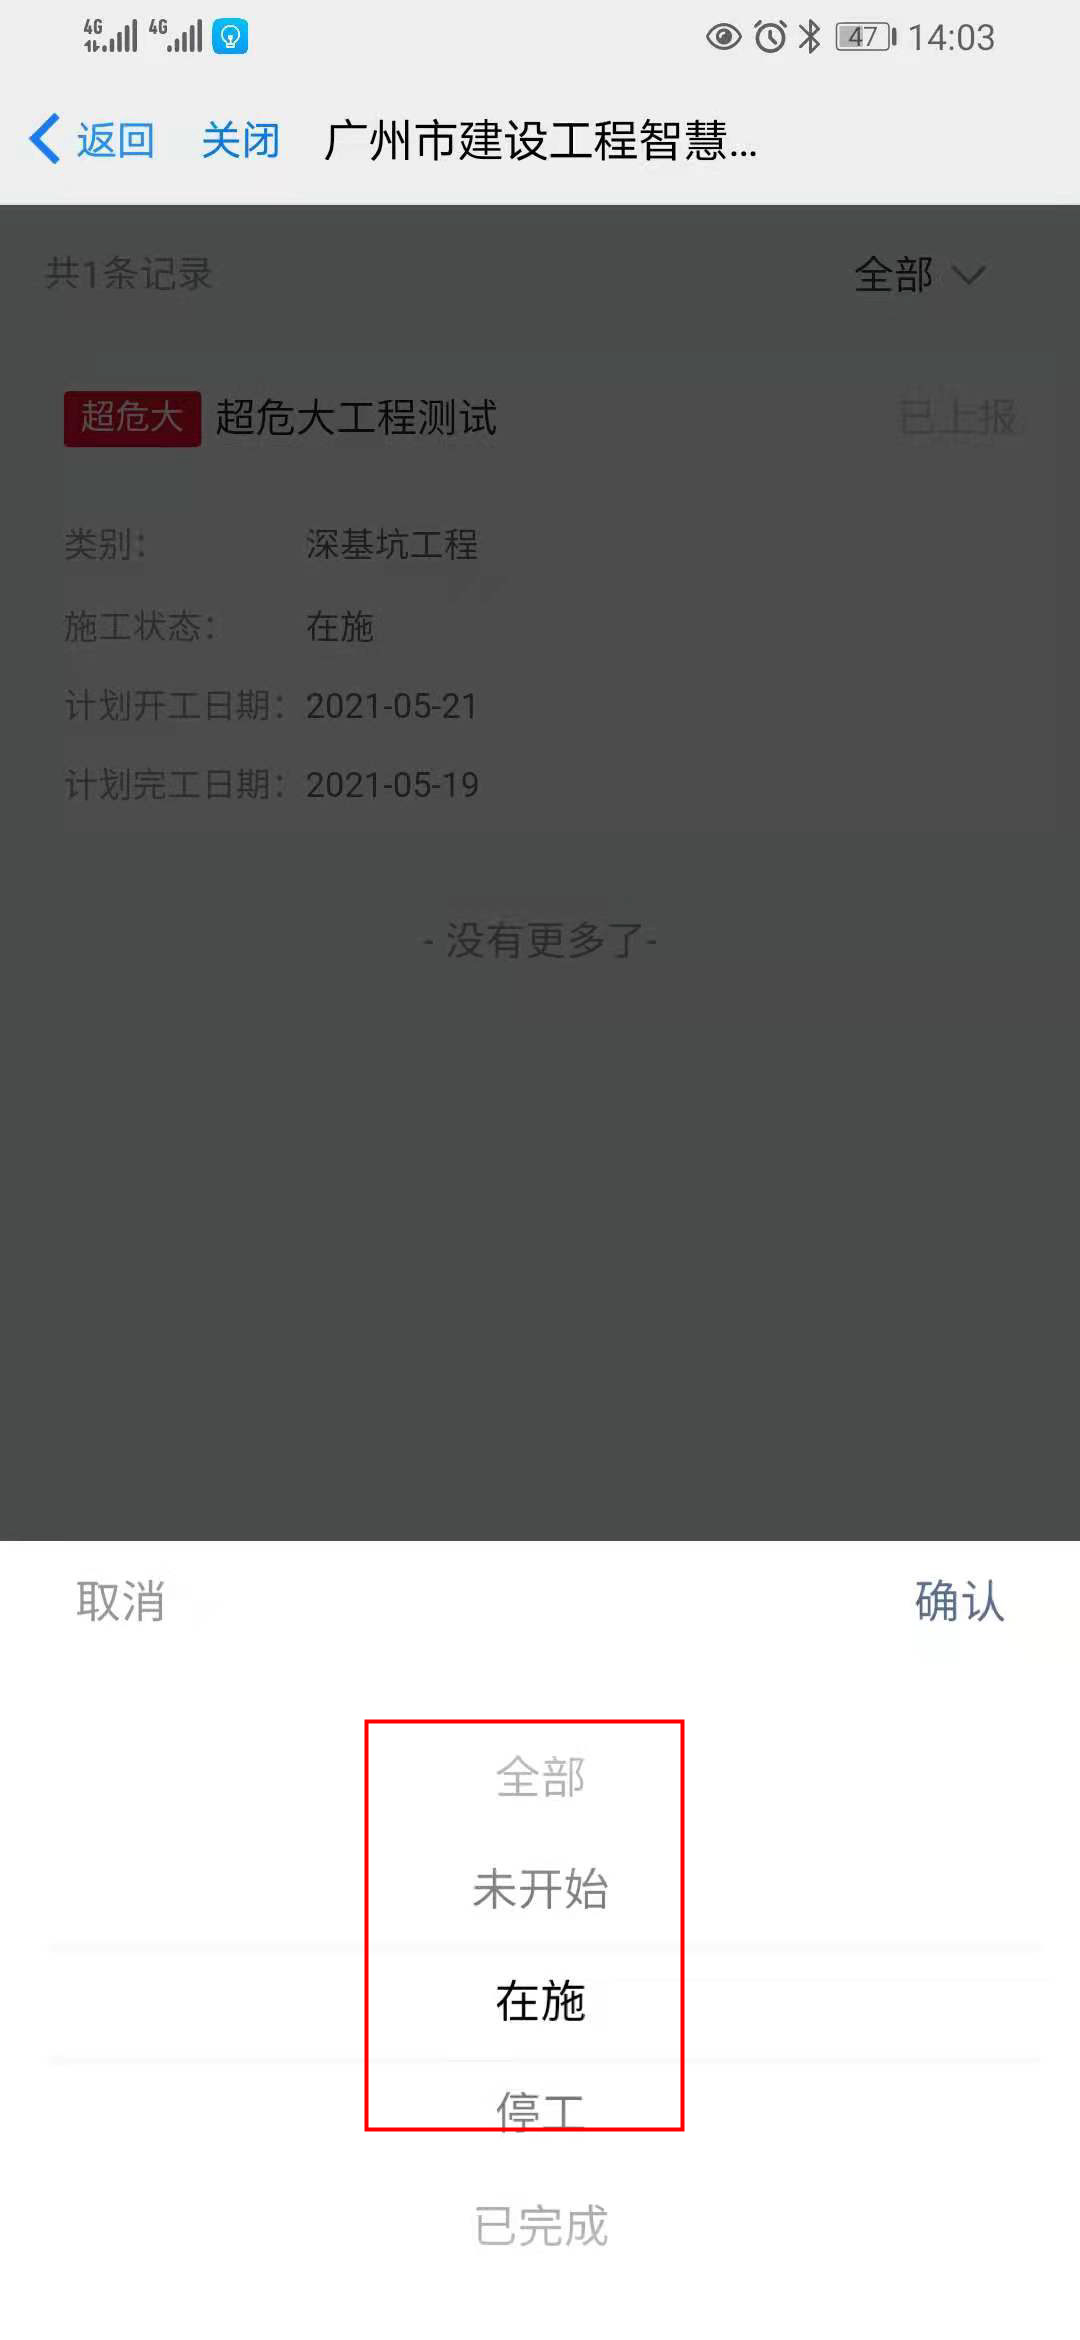 4G 4G 47 14:03
返回 关闭 广州市建设工程智慧...
共1条记录 全部
超危大 超危大工程测试 已上报
类别: 深基坑工程
施工状态: 在施
计划开工日期: 2021-05-21
计划完工日期: 2021-05-19
- 没有更多了-
取消 确认
全部
未开始
在施
停工
已完成